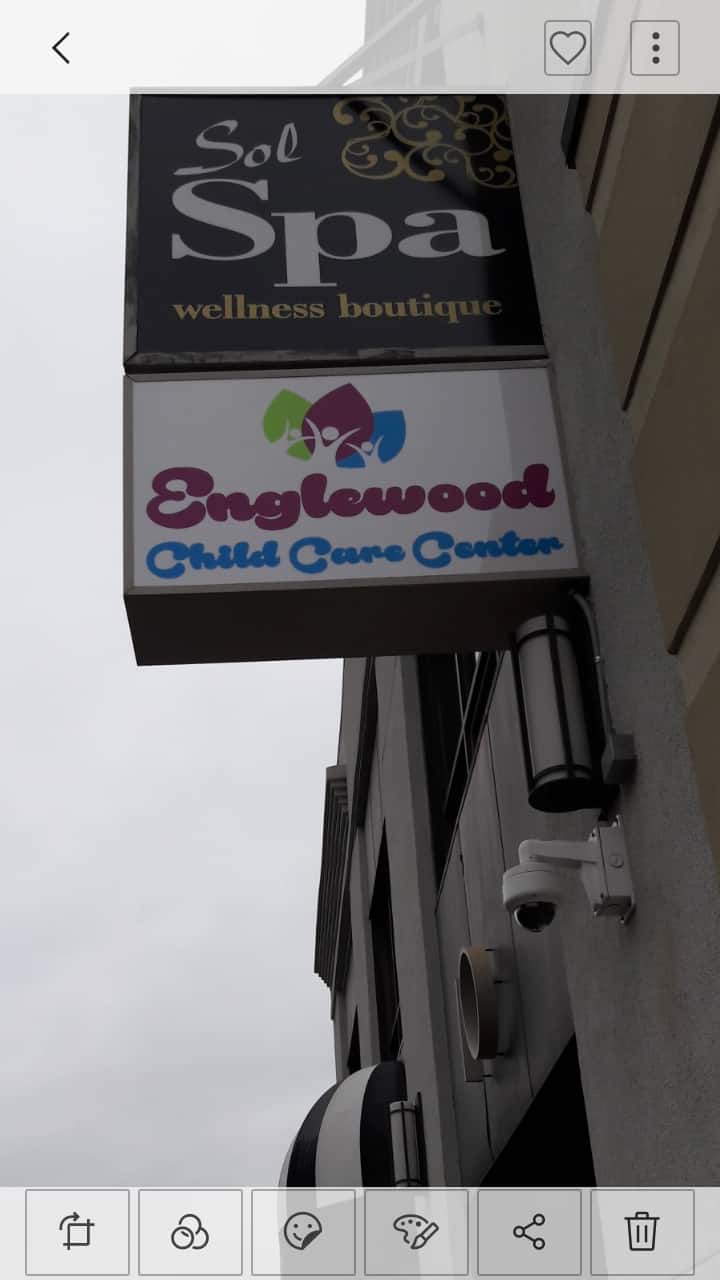 Sol
Spa
wellness boutique
Englewood
Child Care Center